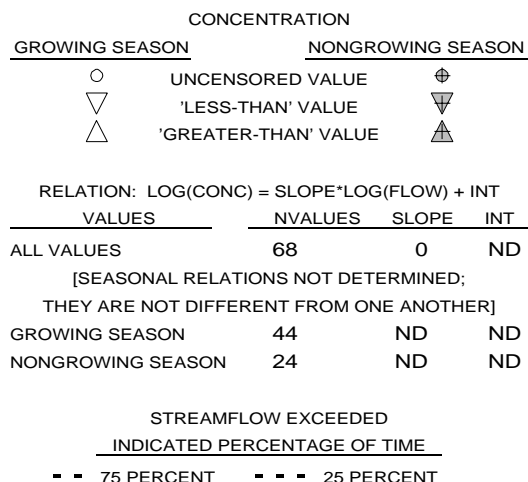 CONCENTRATION
GROWING SEASON NONGROWING SEASON
UNCENSORED VALUE
'LESS-THAN' VALUE
'GREATER-THAN' VALUE
RELATION: LOG(CONC) = SLOPE*LOG(FLOW) + INT
VALUES NVALUES SLOPE INT
ALL VALUES 68 0 ND
[SEASONAL RELATIONS NOT DETERMINED;
THEY ARE NOT DIFFERENT FROM ONE ANOTHER]
GROWING SEASON 44 ND ND
NONGROWING SEASON 24 ND ND
STREAMFLOW EXCEEDED
INDICATED PERCENTAGE OF TIME
75 PERCENT 25 PERCENT